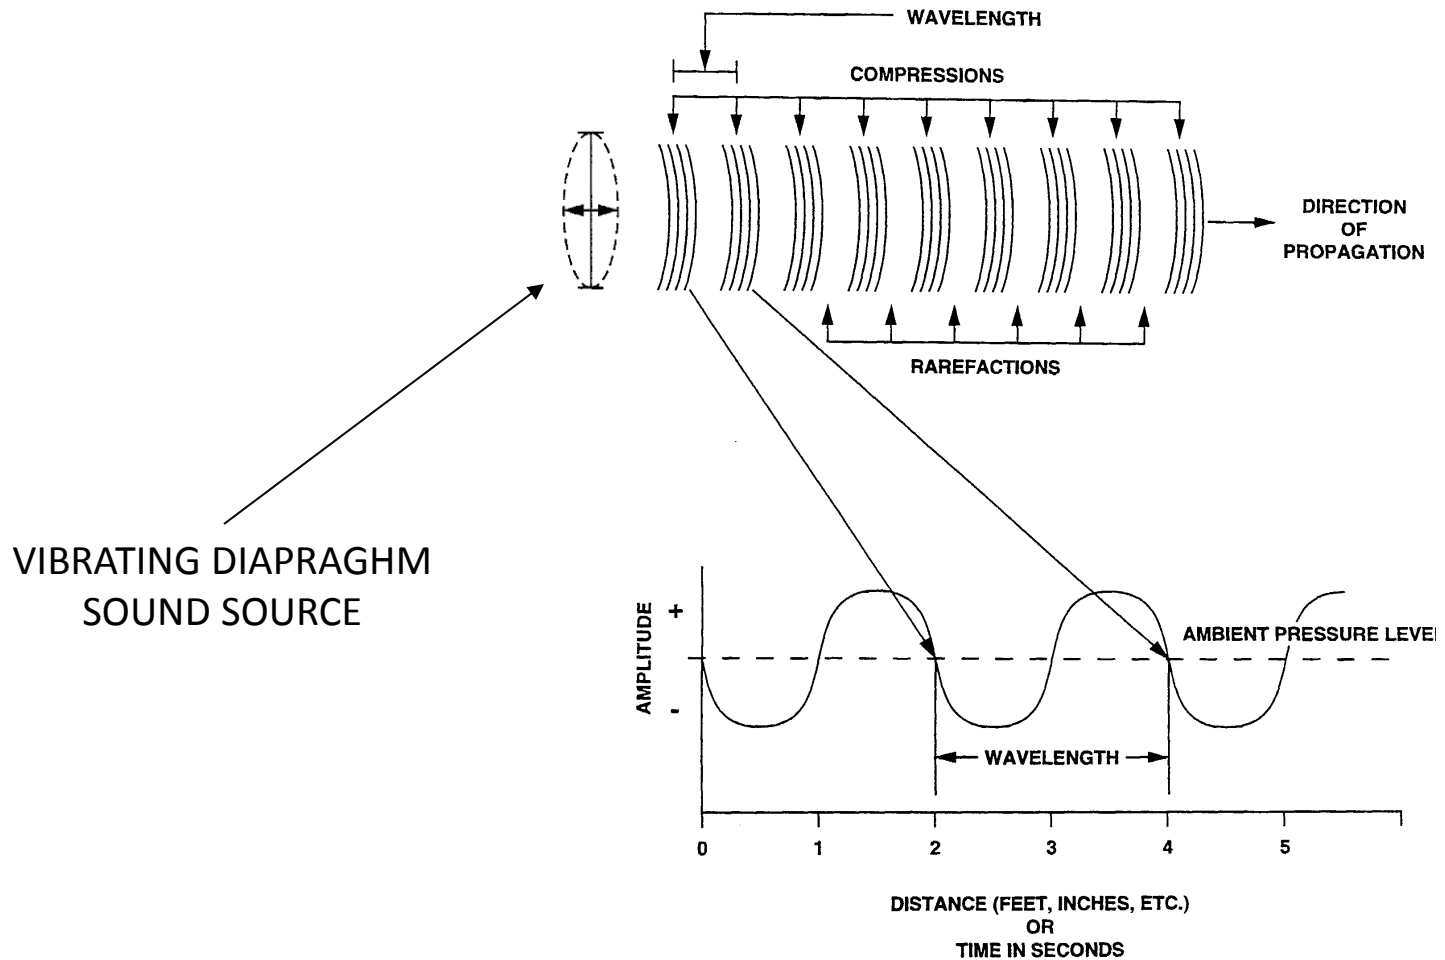 WAVELENGTH
COMPRESSIONS
DIRECTION
OF
PROPAGATION
RAREFACTIONS
VIBRATING DIAPRAGHM
SOUND SOURCE
AMPLITUDE
+
-
AMBIENT PRESSURE LEVE
WAVELENGTH
0 1 2 3 4 5
DISTANCE (FEET, INCHES, ETC.)
OR
TIME IN SECONDS